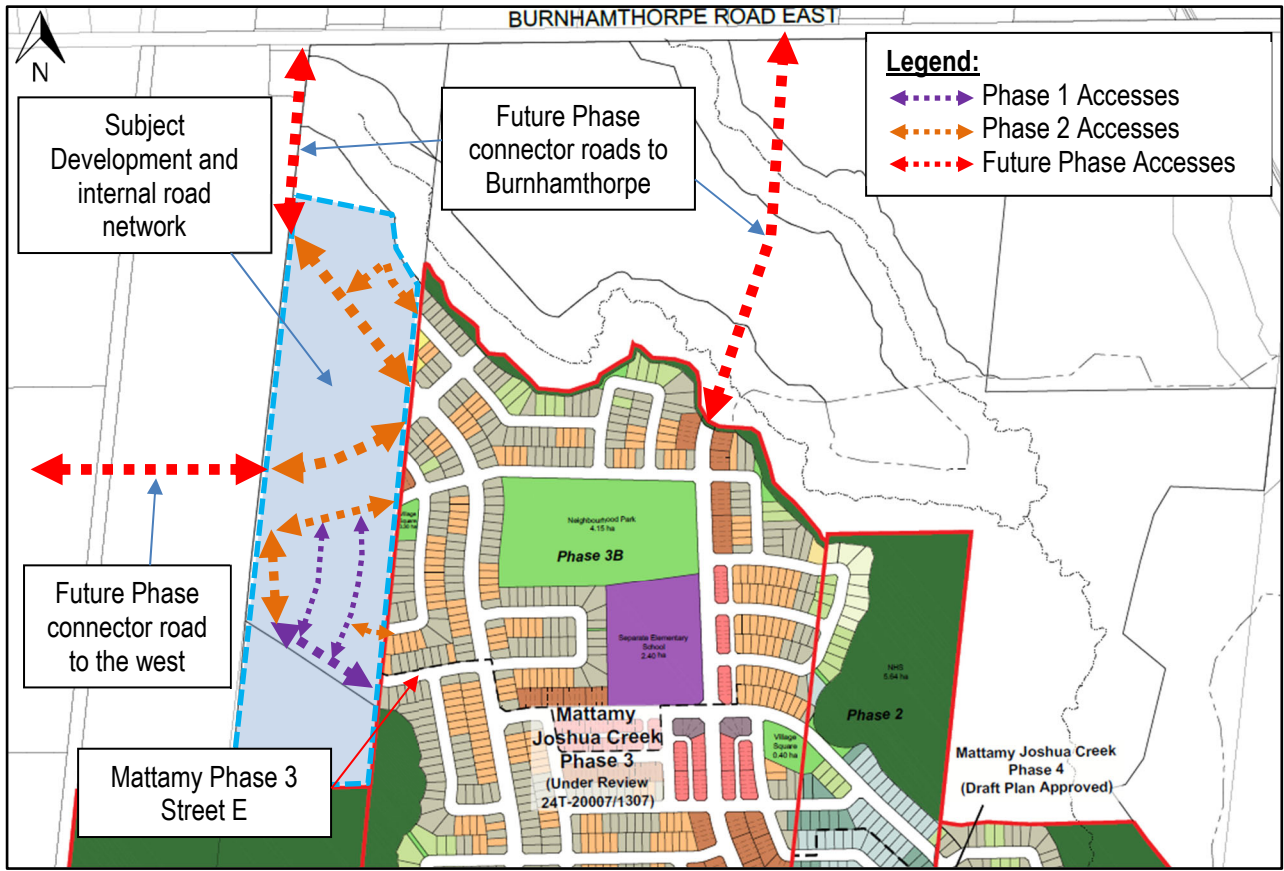 BURNHAMTHORPE ROAD EAST
N
Legend:
Phase 1 Accesses
Phase 2 Accesses
Future Phase Accesses
Subject
Development and
internal road
network
Future Phase
connector roads to
Burnhamthorpe
Future Phase
connector road
to the west
Mattamy Phase 3
Street E
Village
Square
Neighbourhood Park
4.15 ha
Phase 3B
Separate Elementary
School
2.40 ha
NHS
5.64 ha
Phase 2
Village
Square
0.40 ha
Mattamy
Joshua Creek
Phase 3
(Under Review
24T-20007/1307)
Mattamy Joshua Creek
Phase 4
(Draft Plan Approved)